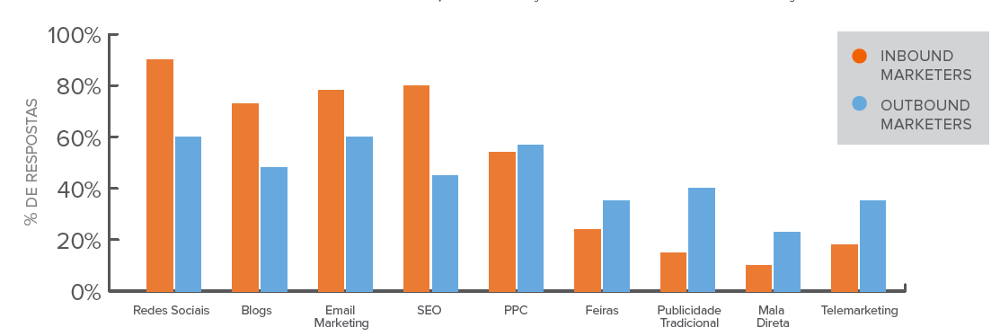 100%
80%
60%
40%
20%
0%
% DE RESPOSTAS
INBOUND
MARKETERS
OUTBOUND
MARKETERS
Redes Sociais
Blogs
Email
Marketing
SEO
PPC
Feiras
Publicidade
Tradicional
Mala
Direta
Telemarketing